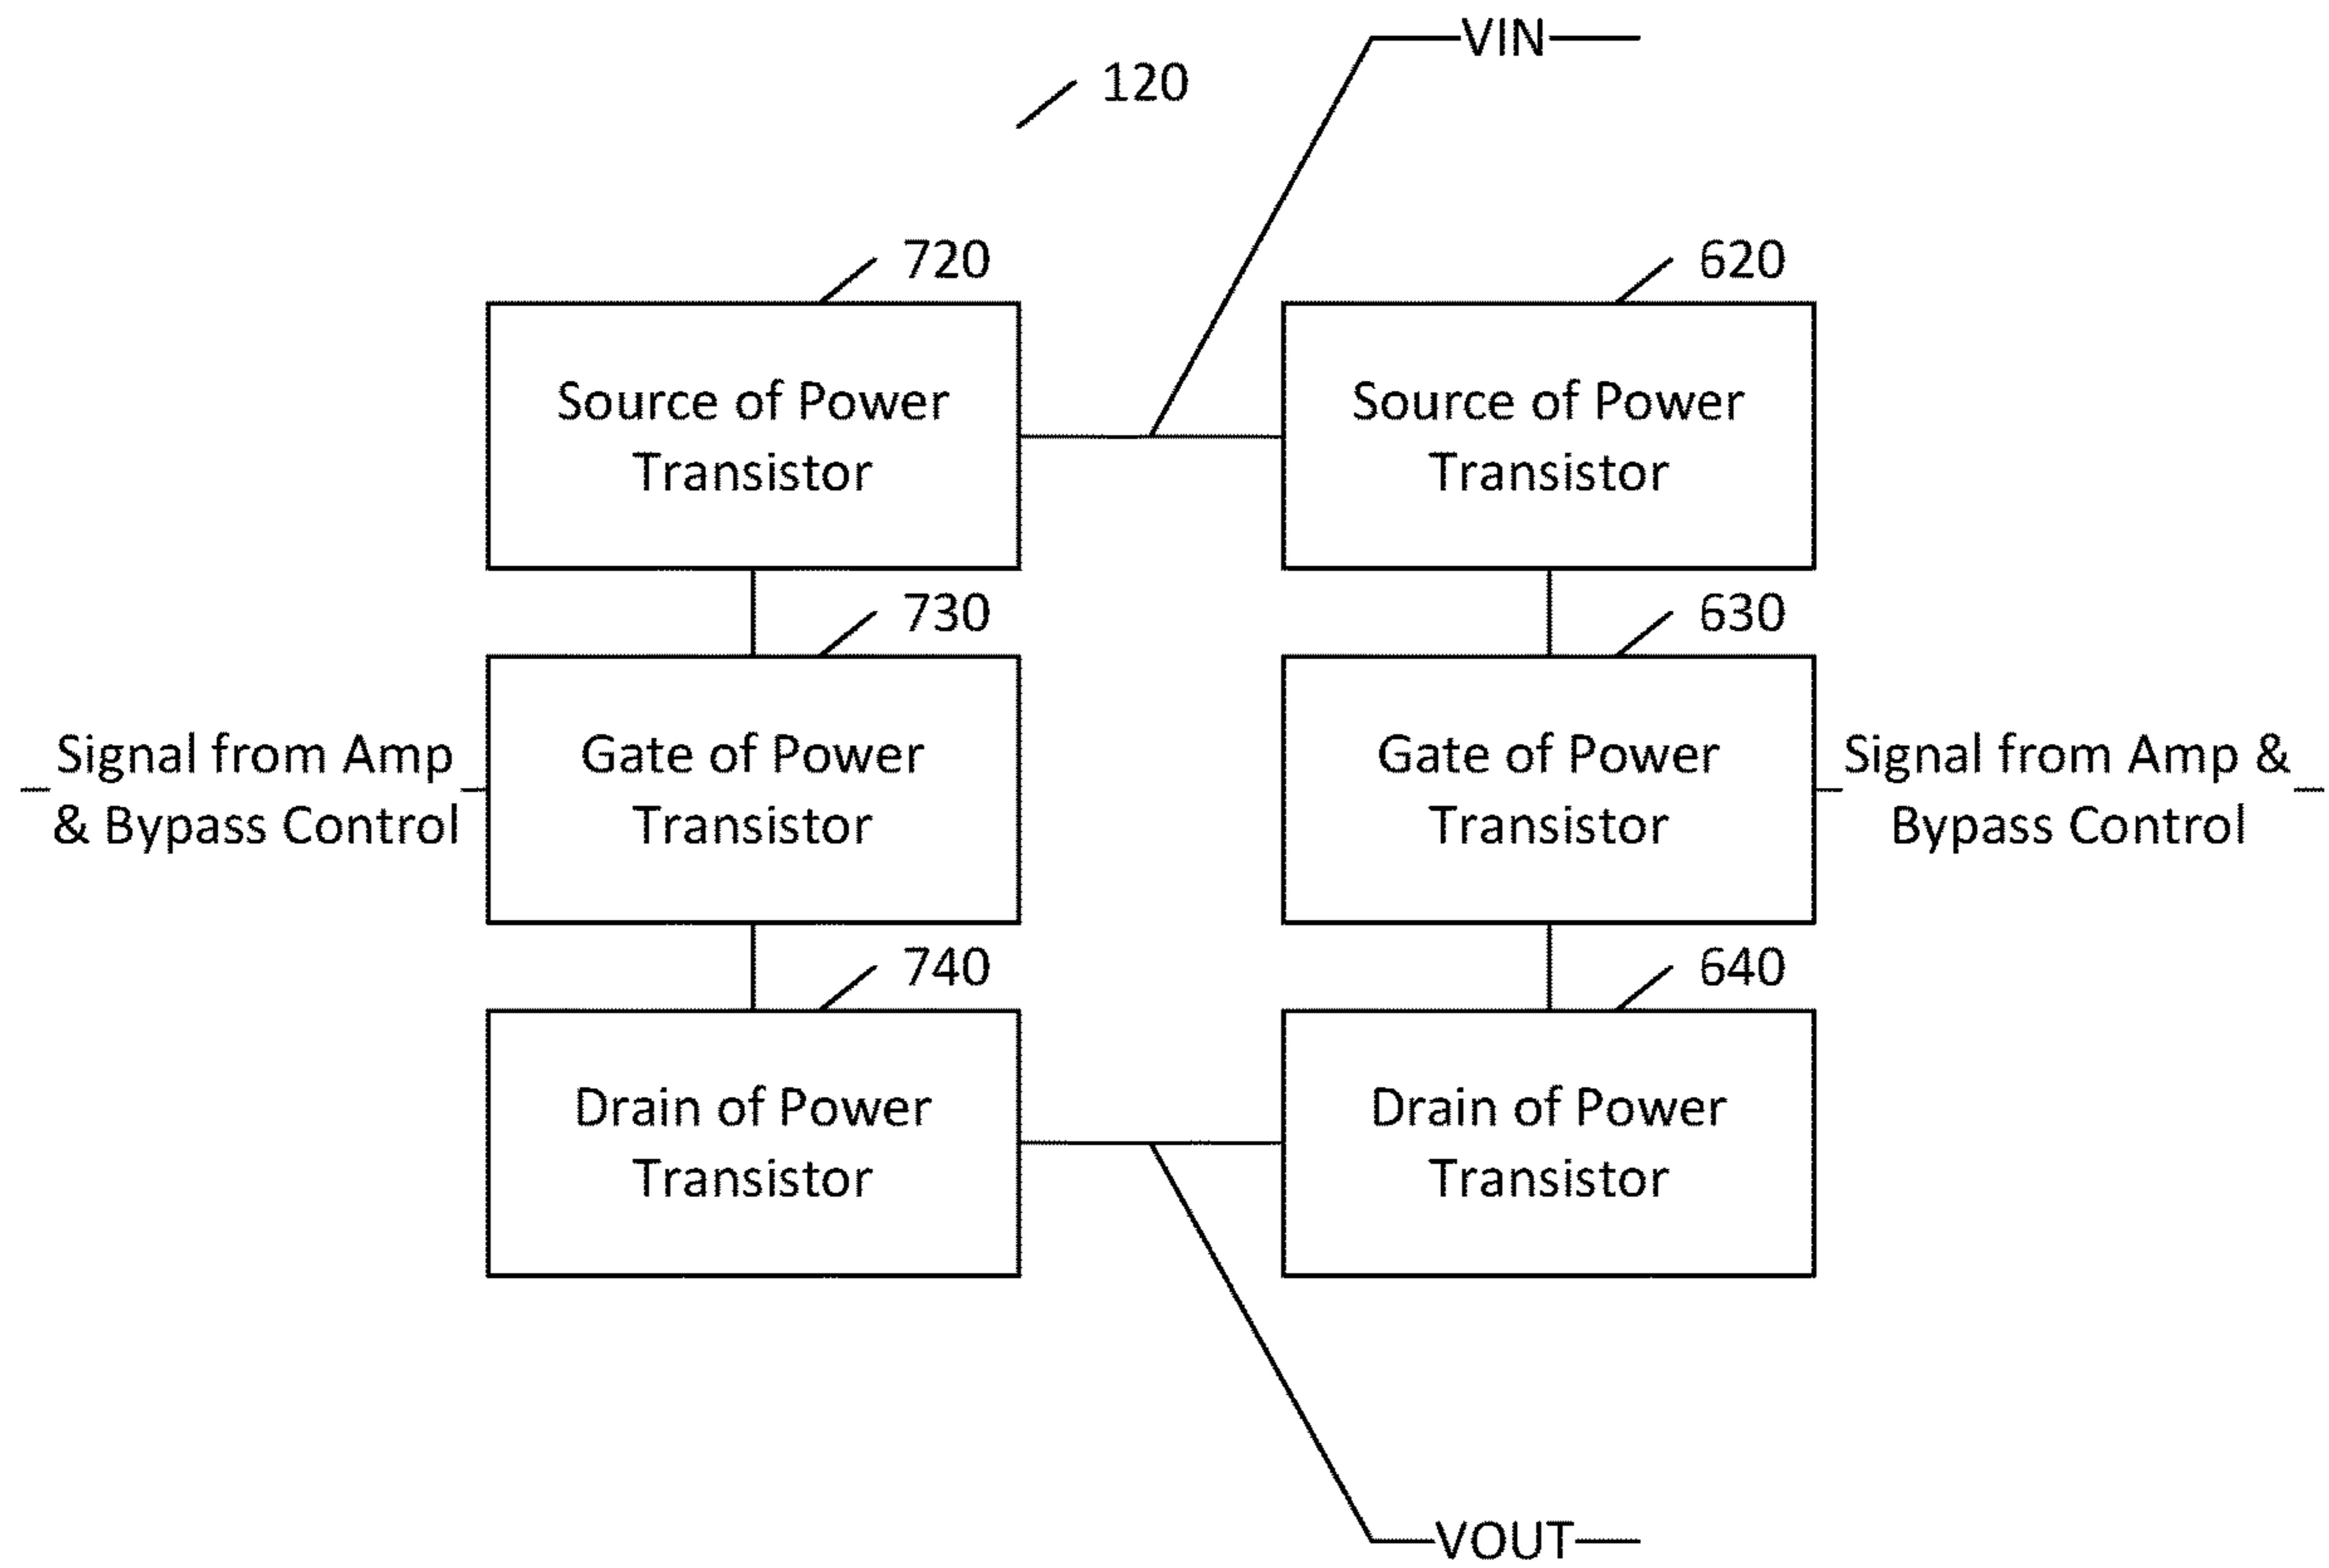 VIN
120
720
620
Source of Power
Transistor
Source of Power
Transistor
730
630
Signal from Amp
& Bypass Control
Gate of Power
Transistor
Gate of Power
Transistor
Signal from Amp &
Bypass Control
740
640
Drain of Power
Transistor
Drain of Power
Transistor
VOUT